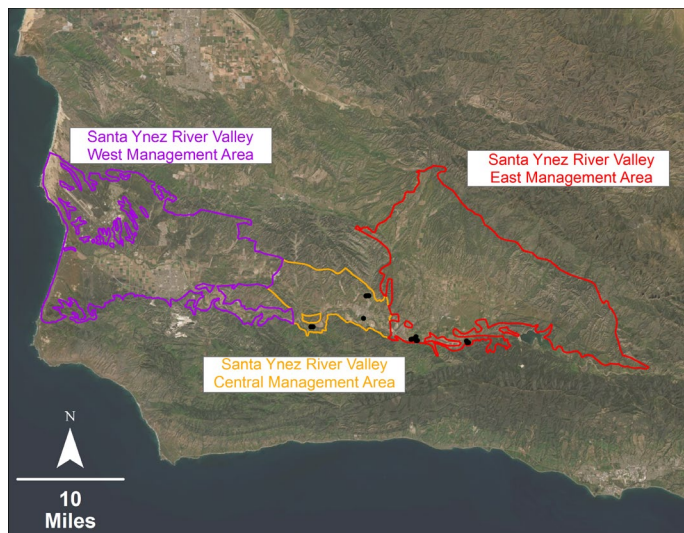 Santa Ynez River Valley
West Management Area
Santa Ynez River Valley
East Management Area
Santa Ynez River Valley
Central Management Area
N
10
Miles